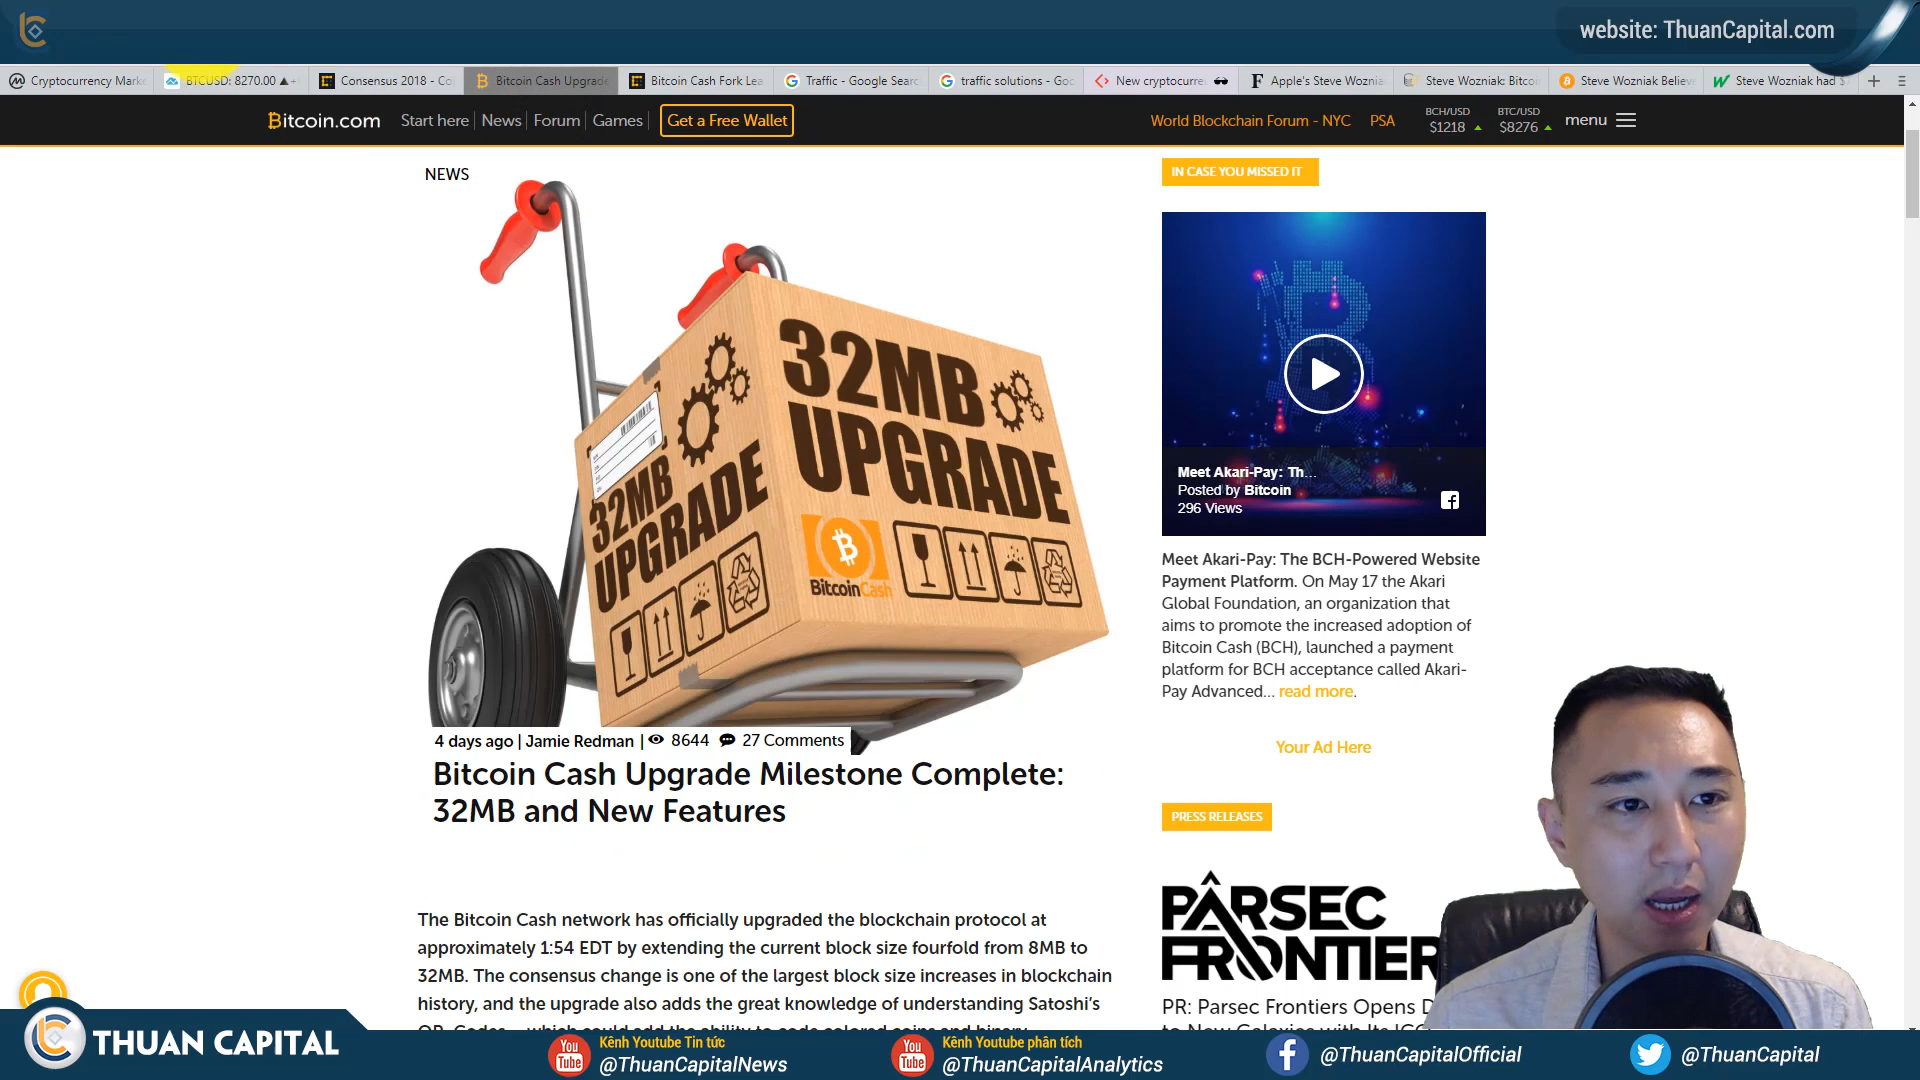 website: ThuanCapital.com
Cryptocurrency Marke
BTCUSD: 8270.00 ▲
Consensus 2018 - Co
Bitcoin Cash Upgrade
Bitcoin Cash Fork Lea
Traffic - Google Searc
traffic solutions - Goo
New cryptocurre
Apple's Steve Woznia
Steve Wozniak: Bitcoi
Steve Wozniak Believ
Steve Wozniak had $
Bitcoin.com
Start here
News
Forum
Games
Get a Free Wallet
World Blockchain Forum - NYC
PSA
BCH/USD
$1218
BTC/USD
$8276
menu
NEWS
32MB
UPGRADE
32MB
UPGRADE
BitcoinCash
4 days ago | Jamie Redman | 8644 27 Comments
Bitcoin Cash Upgrade Milestone Complete:
32MB and New Features
The Bitcoin Cash network has officially upgraded the blockchain protocol at
approximately 1:54 EDT by extending the current block size fourfold from 8MB to
32MB. The consensus change is one of the largest block size increases in blockchain
history, and the upgrade also adds the great knowledge of understanding Satoshi's
IN CASE YOU MISSED IT
Meet Akari-Pay: Th...
Posted by Bitcoin
296 Views
Meet Akari-Pay: The BCH-Powered Website
Payment Platform. On May 17 the Akari
Global Foundation, an organization that
aims to promote the increased adoption of
Bitcoin Cash (BCH), launched a payment
platform for BCH acceptance called Akari-
Pay Advanced... read more.
Your Ad Here
PRESS RELEASES
PARSEC
FRONTIER
PR: Parsec Frontiers Opens D
THUAN CAPITAL
Kênh Youtube Tin tức
@ThuanCapitalNews
Kênh Youtube phân tích
@ThuanCapitalAnalytics
@ThuanCapitalOfficial
@ThuanCapital